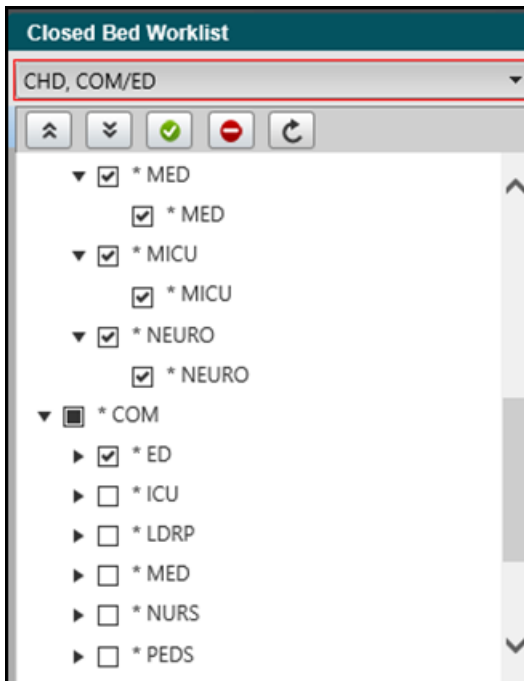 Closed Bed Worklist
CHD, COM/ED
* MED
* MED
* MICU
* MICU
* NEURO
* NEURO
* COM
* ED
* ICU
* LDRP
* MED
* NURS
* PEDS